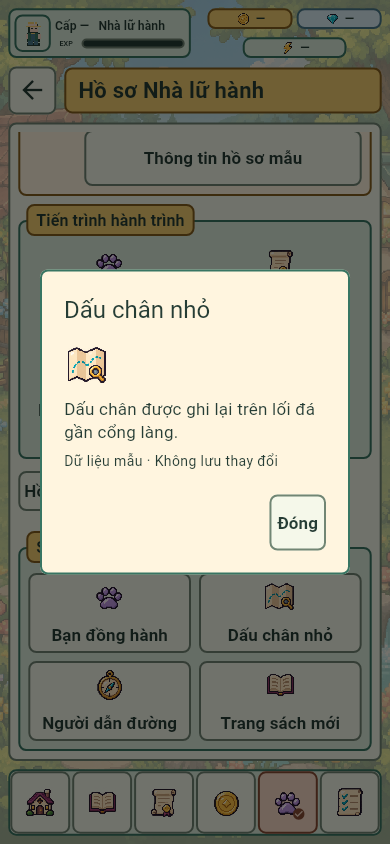 Cấp — Nhà lữ hành
EXP
—
—
—
Hồ sơ Nhà lữ hành
Thông tin hồ sơ mẫu
Tiến trình hành trình
Dấu chân nhỏ
Dấu chân được ghi lại trên lối đá
gần cổng làng.
Dữ liệu mẫu · Không lưu thay đổi
Đóng
Bạn đồng hành
Dấu chân nhỏ
Người dẫn đường
Trang sách mới